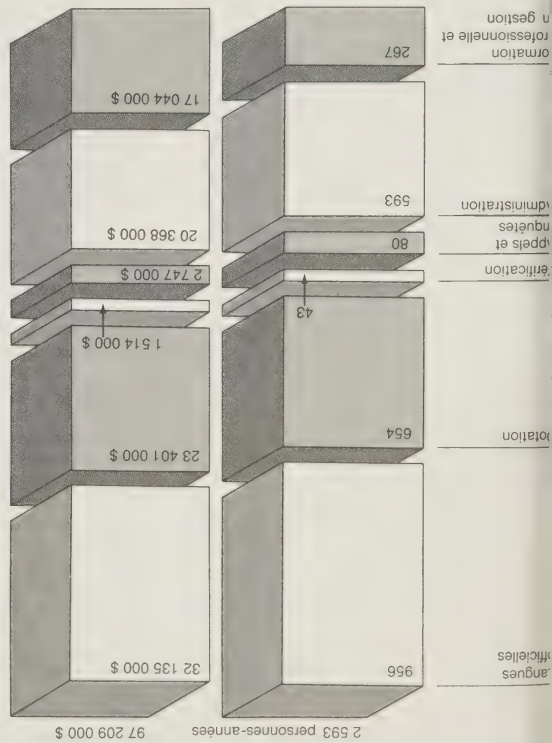 2 593 personnes-années
97 209 000 $
angues
fficielles
956
32 135 000 $
otation
654
23 401 000 $
érification
43
1 514 000 $
ppels et
nquêtes
80
2 747 000 $
dministration
593
20 368 000 $
ormation
rofessionnelle et
n gestion
267
17 044 000 $